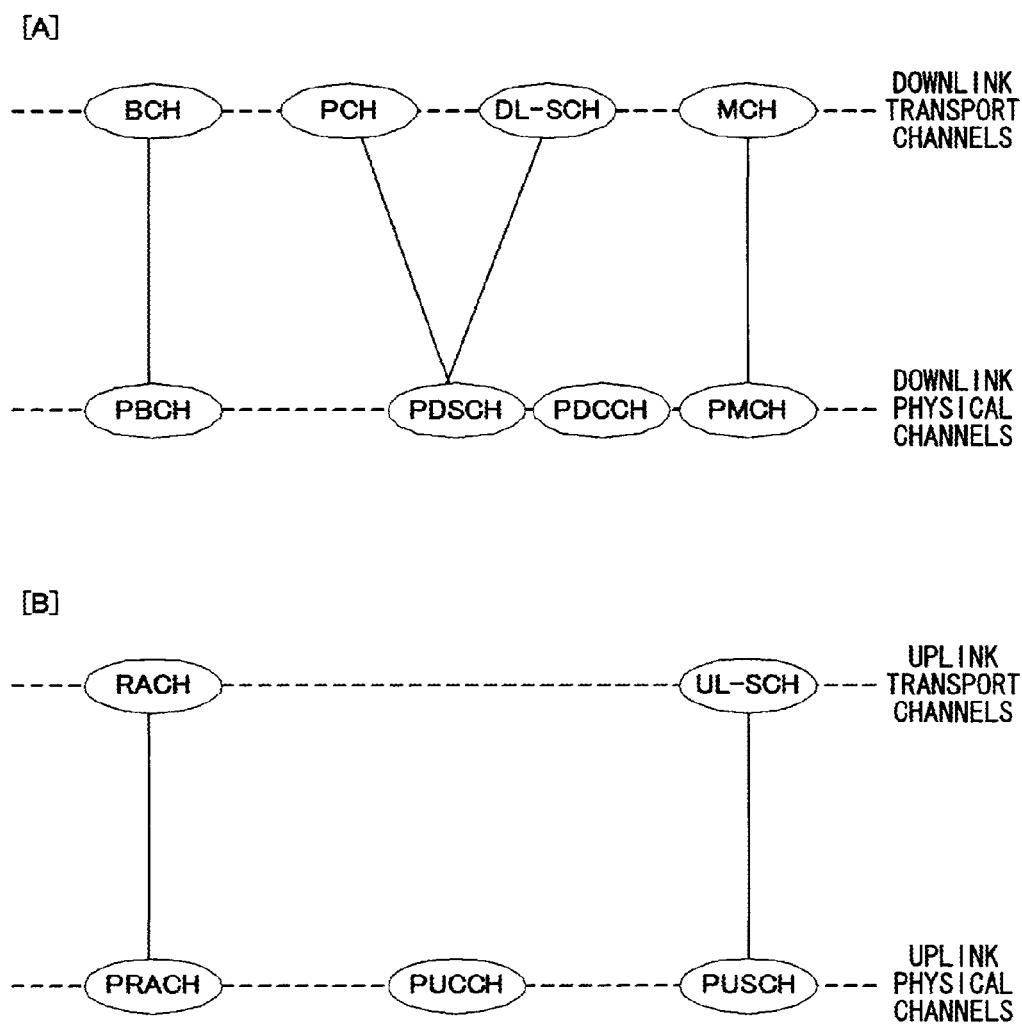 [A]
BCH PCH DL-SCH MCH
DOWNLINK
TRANSPORT
CHANNELS
PBCH PDSCH PDCCH PMCH
DOWNLINK
PHYSICAL
CHANNELS
[B]
RACH UL-SCH
UPLINK
TRANSPORT
CHANNELS
PRACH PUCCH PUSCH
UPLINK
PHYSICAL
CHANNELS